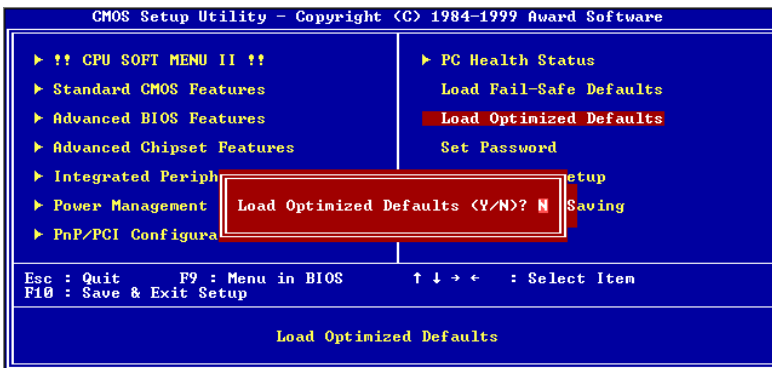 CMOS Setup Utility - Copyright (C) 1984-1999 Award Software
!! CPU SOFT MENU II !!
Standard CMOS Features
Advanced BIOS Features
Advanced Chipset Features
Integrated Periph
Power Management
PnP/PCI Configura
PC Health Status
Load Fail-Safe Defaults
Load Optimized Defaults
Set Password
etup
Saving
Load Optimized Defaults (Y/N)? N
Esc : Quit F9 : Menu in BIOS ↑ ↓ → ← : Select Item
F10 : Save & Exit Setup
Load Optimized Defaults